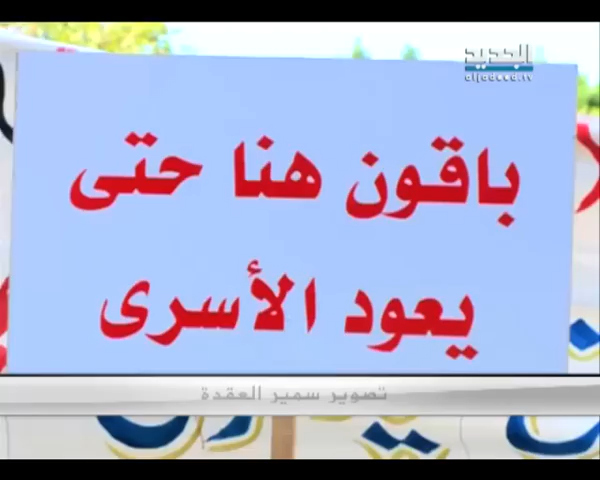 الجديد
aljadeed.tv
باقون هنا حتى
يعود الأسرى
تصوير سمير العقدة